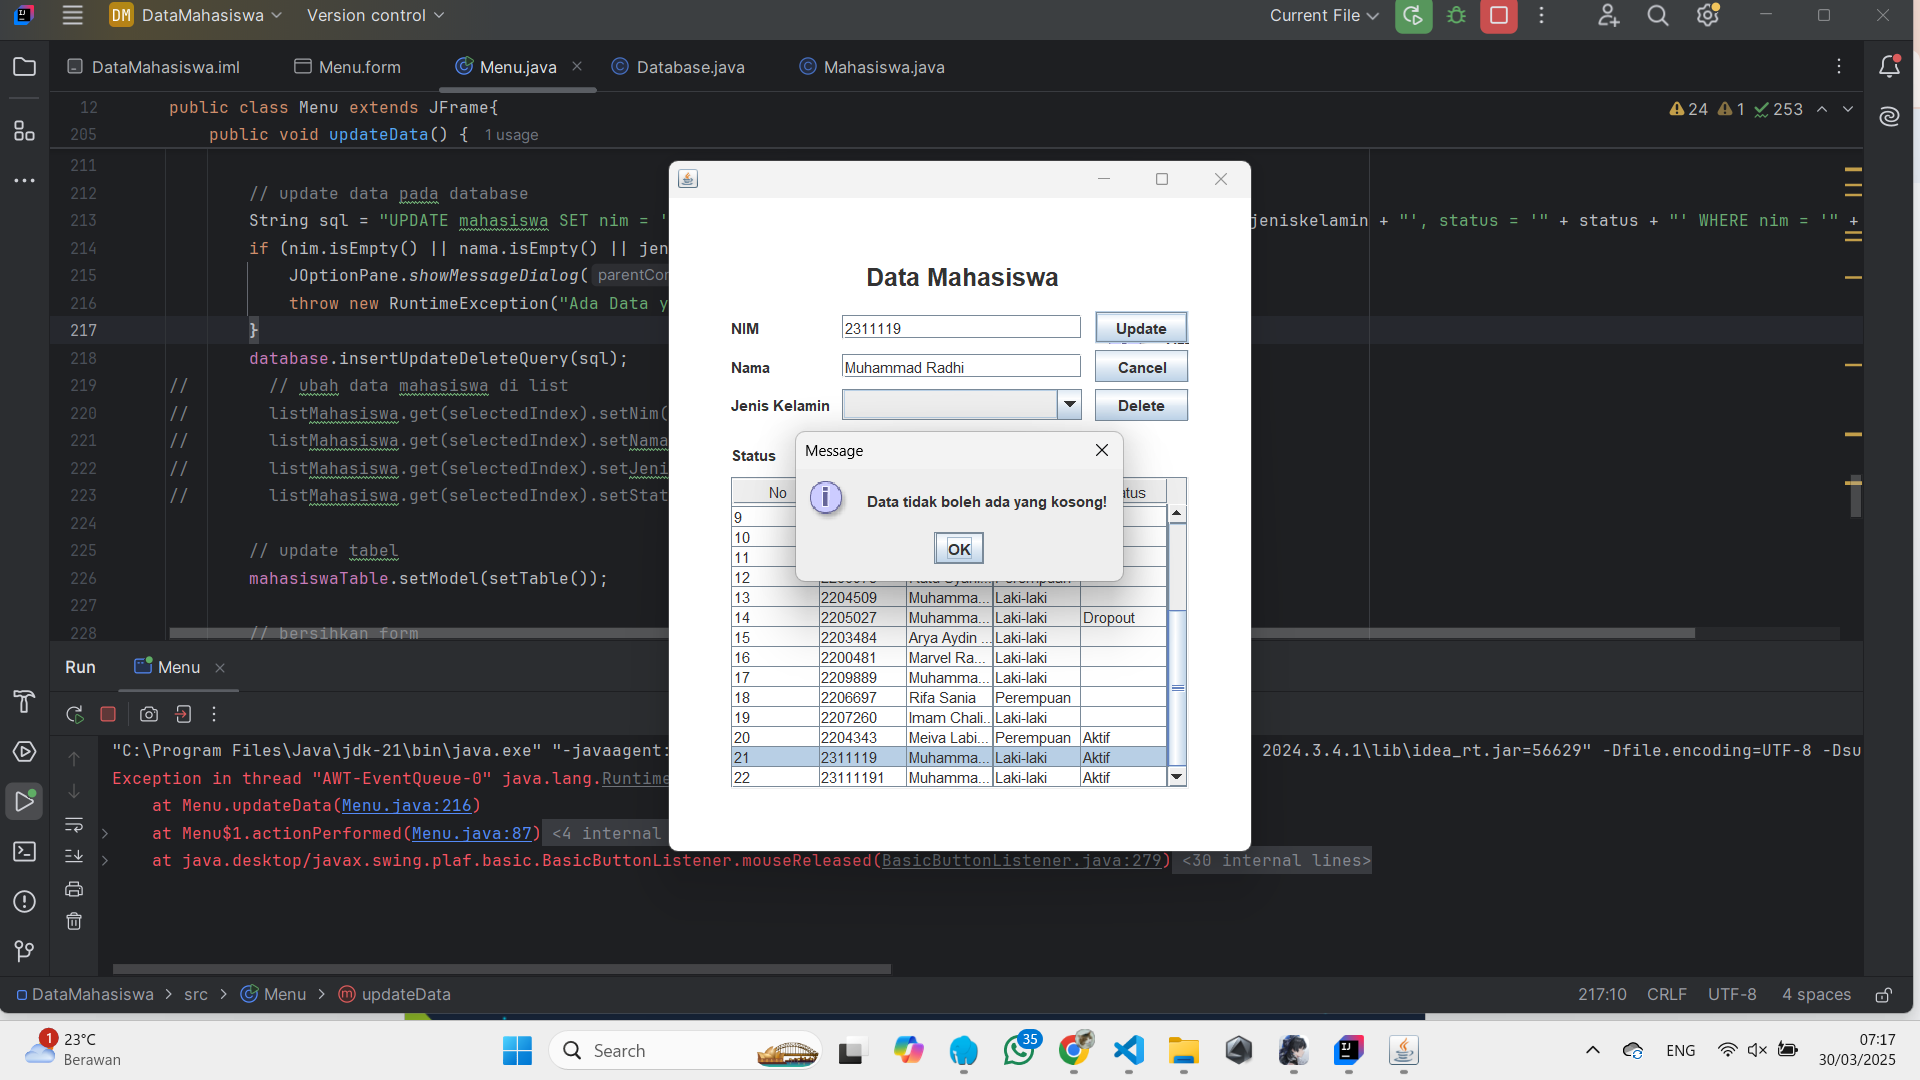 DM DataMahasiswa Version control Current File
DataMahasiswa.iml Menu.form Menu.java Database.java Mahasiswa.java
12 public class Menu extends JFrame{ 24 1 253
205 public void updateData() { 1 usage
211
212 // update data pada database
213 String sql = "UPDATE mahasiswa SET nim = ' jeniskelamin + "', status = '" + status + "' WHERE nim = '" +
214 if (nim.isEmpty() || nama.isEmpty() || jen
215 JOptionPane.showMessageDialog( parentCo
216 throw new RuntimeException("Ada Data y
217 }
218 database.insertUpdateDeleteQuery(sql);
219 // // ubah data mahasiswa di list
220 // listMahasiswa.get(selectedIndex).setNim(
221 // listMahasiswa.get(selectedIndex).setNama
222 // listMahasiswa.get(selectedIndex).setJeni
223 // listMahasiswa.get(selectedIndex).setStat
224
225 // update tabel
226 mahasiswaTable.setModel(setTable());
227
228 // bersihkan form
Data Mahasiswa
NIM 2311119 Update
Nama Muhammad Radhi Cancel
Jenis Kelamin Delete
Status
Message
Data tidak boleh ada yang kosong!
OK
No tus
9
10
11
12 Perempuan
13 2204509 Muhamma... Laki-laki
14 2205027 Muhamma... Laki-laki Dropout
15 2203484 Arya Aydin ... Laki-laki
16 2200481 Marvel Ra... Laki-laki
17 2209889 Muhamma... Laki-laki
18 2206697 Rifa Sania Perempuan
19 2207260 Imam Chali... Laki-laki
20 2204343 Meiva Labi... Perempuan Aktif
21 2311119 Muhamma... Laki-laki Aktif
22 23111191 Muhamma... Laki-laki Aktif
Run Menu
"C:\Program Files\Java\jdk-21\bin\java.exe" "-javaagent: 2024.3.4.1\lib\idea_rt.jar=56629" -Dfile.encoding=UTF-8 -Dsu
Exception in thread "AWT-EventQueue-0" java.lang.Runtime
at Menu.updateData(Menu.java:216)
at Menu$1.actionPerformed(Menu.java:87) <4 internal
at java.desktop/javax.swing.plaf.basic.BasicButtonListener.mouseReleased(BasicButtonListener.java:279) <30 internal lines>
DataMahasiswa > src > Menu > updateData 217:10 CRLF UTF-8 4 spaces
1 23°C
Berawan
Search
35
ENG
07:17
30/03/2025